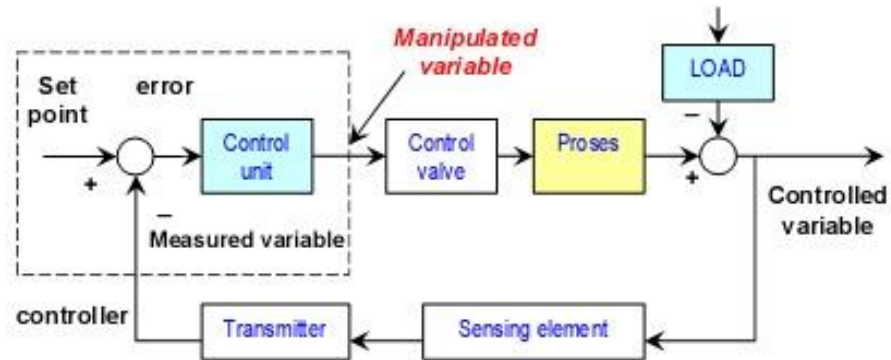 Manipulated
variable
LOAD
Set
point
error
Control
unit
Control
valve
Proses
+
−
Measured variable
−
+
Controlled
variable
controller
Transmitter
Sensing element